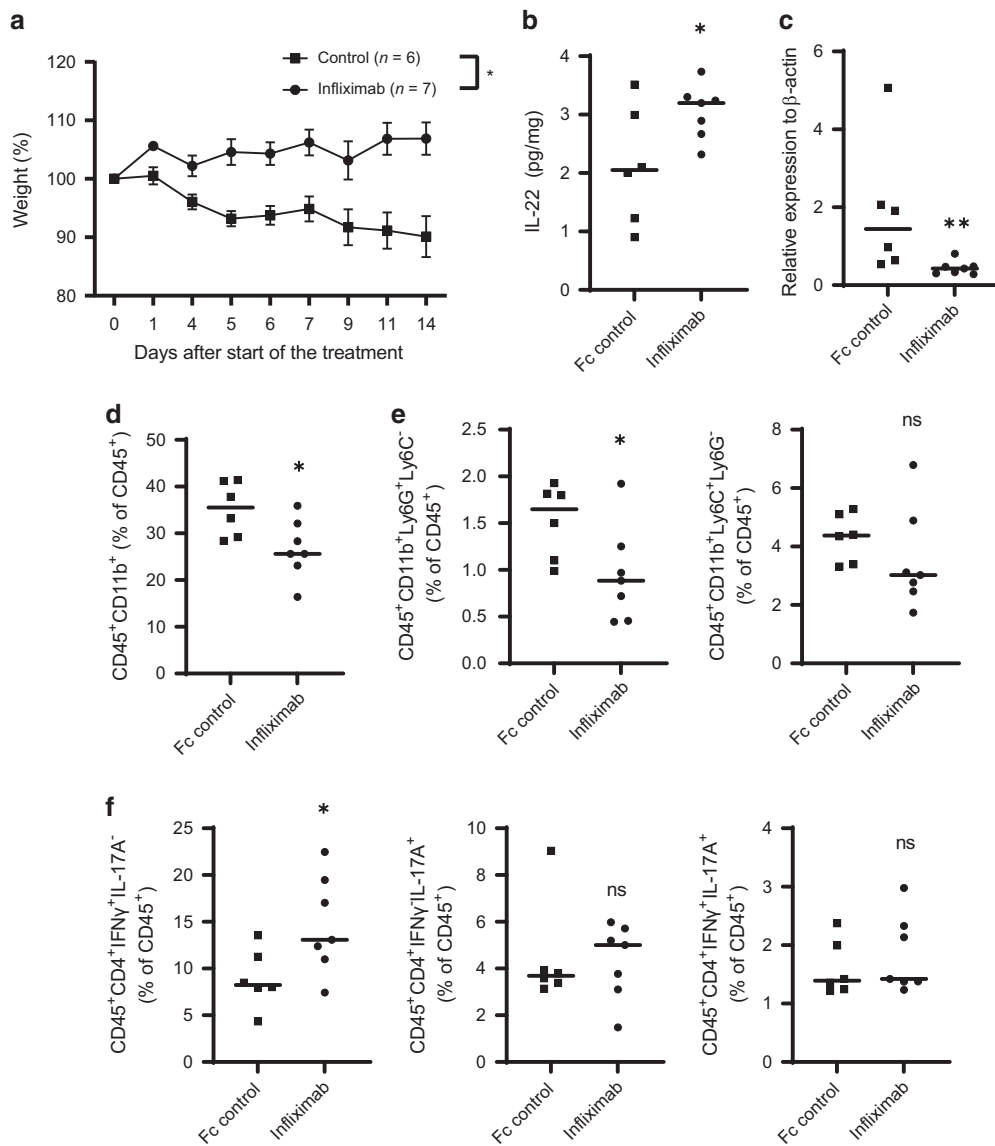 a
Control (n = 6)
Infliximab (n = 7)
*
Weight (%)
120
110
100
90
80
0 1 4 5 6 7 9 11 14
Days after start of the treatment
b
*
IL-22 (pg/mg)
4
3
2
1
0
Fc control
Infliximab
c
Relative expression to β-actin
6
4
2
0
**
Fc control
Infliximab
d
CD45+CD11b+ (% of CD45+)
50
40
30
20
10
0
*
Fc control
Infliximab
e
CD45+CD11b+Ly6G+Ly6C-
(% of CD45+)
2.5
2.0
1.5
1.0
0.5
0.0
*
Fc control
Infliximab
CD45+CD11b+Ly6C+Ly6G-
(% of CD45+)
8
6
4
2
0
ns
Fc control
Infliximab
f
CD45+CD4+IFNγ+IL-17A-
(% of CD45+)
25
20
15
10
5
0
*
Fc control
Infliximab
CD45+CD4+IFNγ-IL-17A+
(% of CD45+)
10
8
6
4
2
0
ns
Fc control
Infliximab
CD45+CD4+IFNγ+IL-17A+
(% of CD45+)
4
3
2
1
0
ns
Fc control
Infliximab